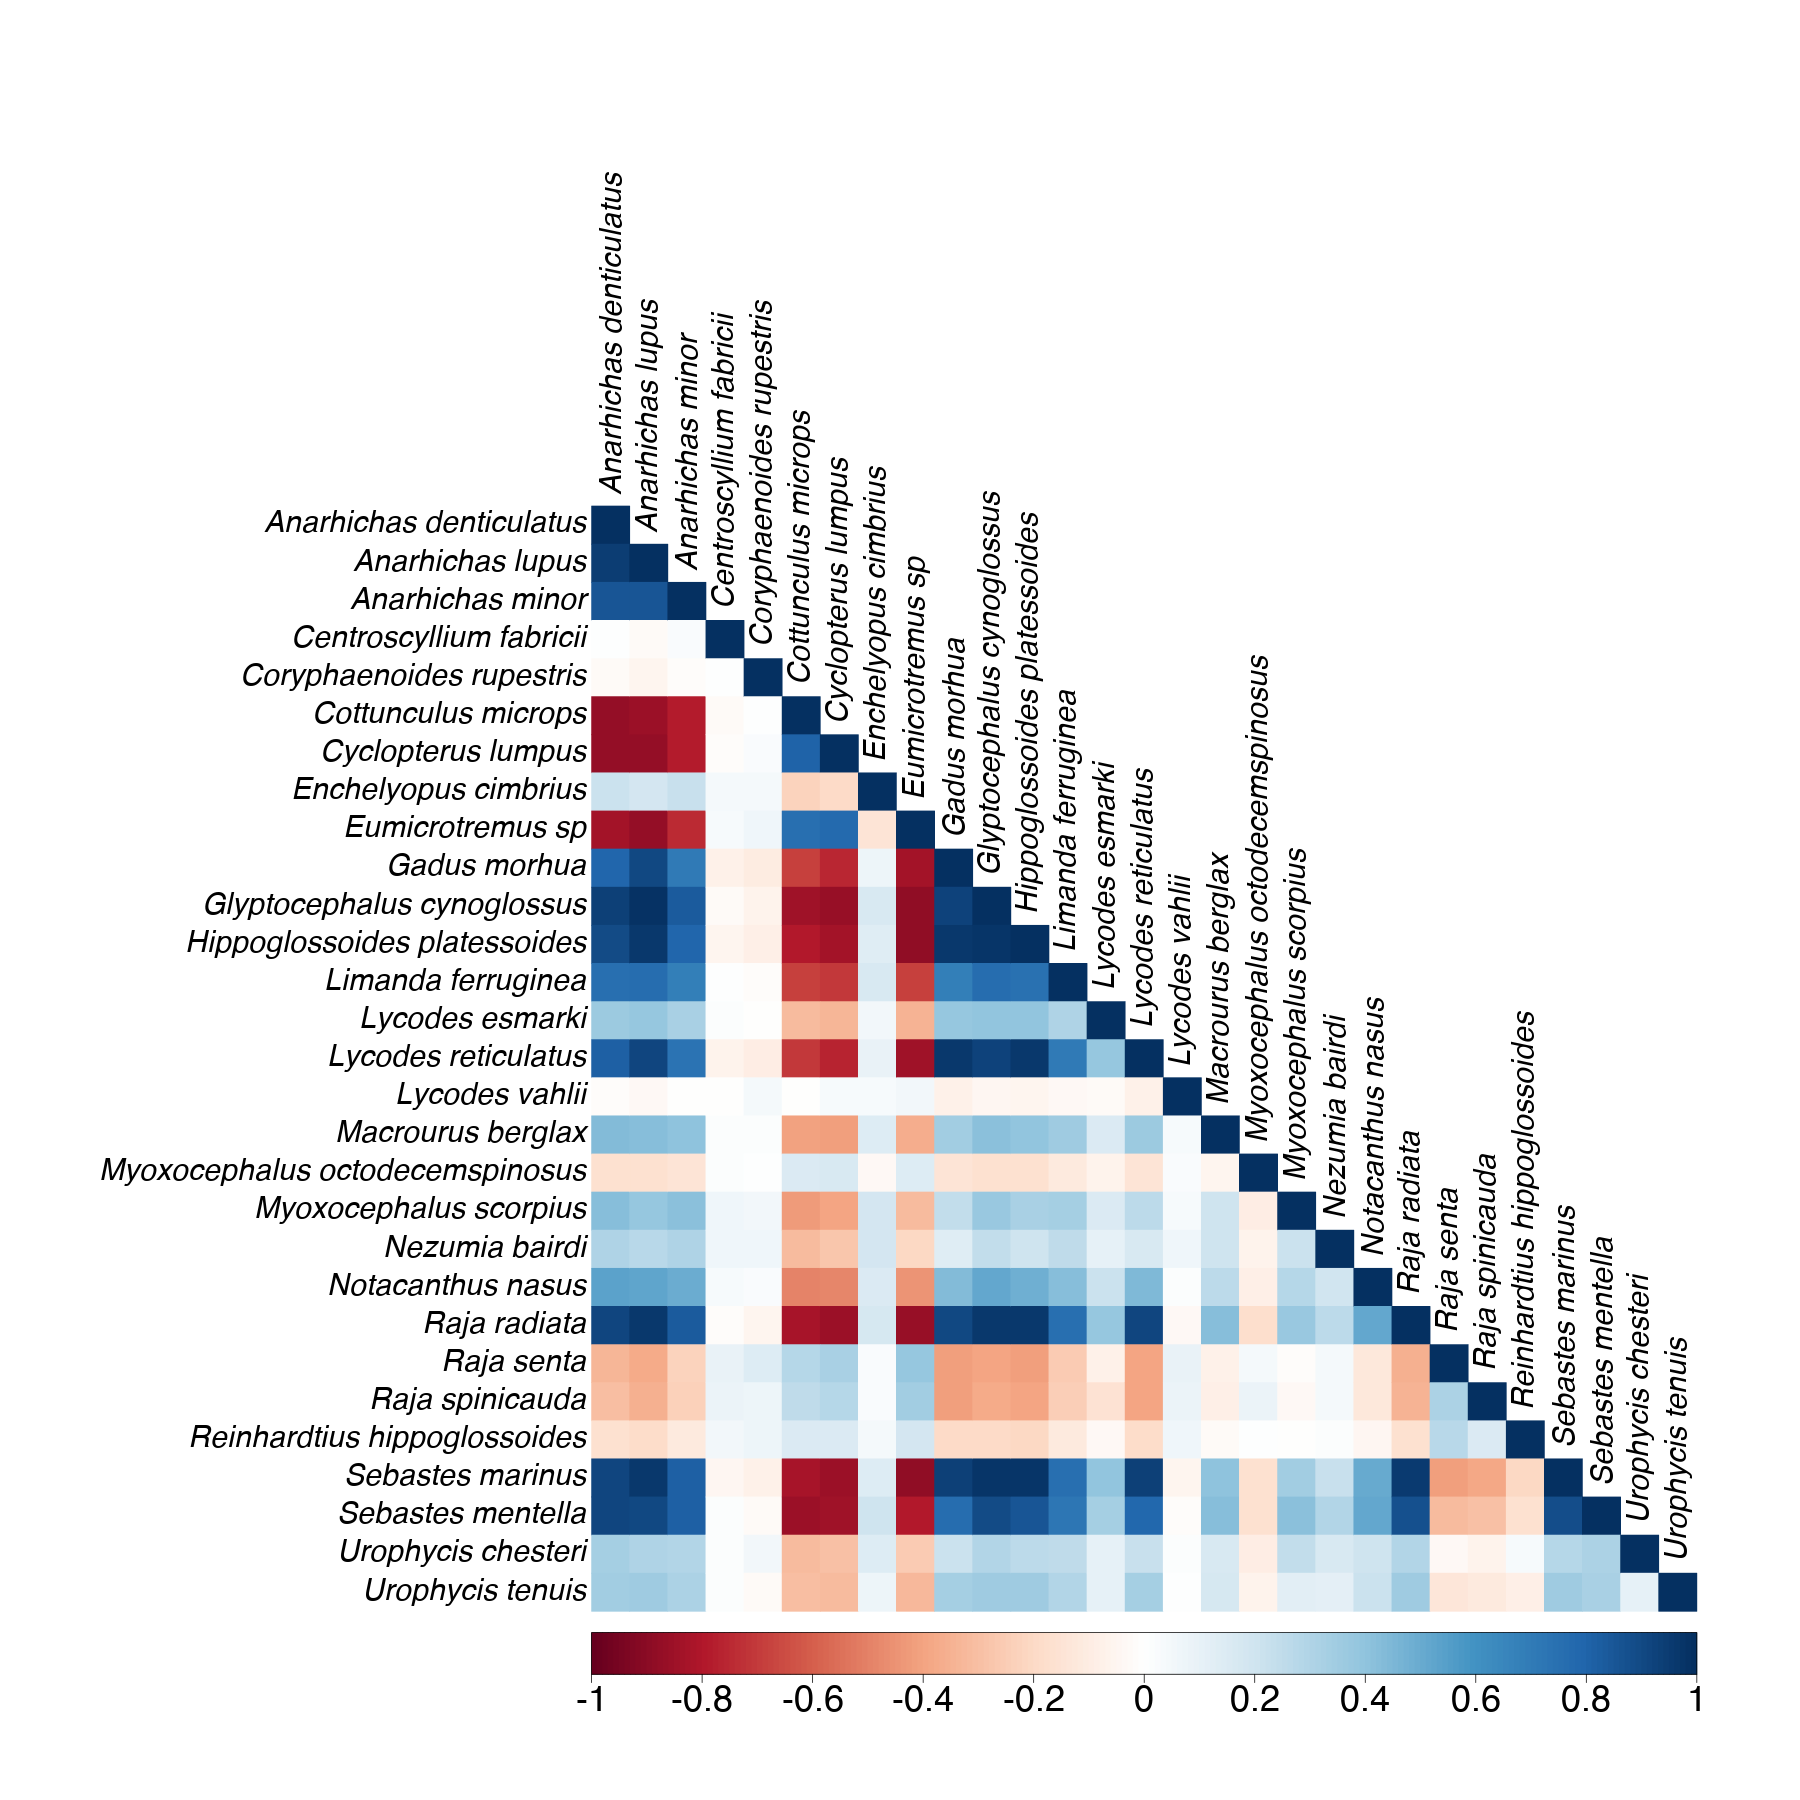 Anarhichas denticulatus
Anarhichas lupus
Anarhichas minor
Centroscyllium fabricii
Coryphaenoides rupestris
Cottunculus microps
Cyclopterus lumpus
Enchelyopus cimbrius
Eumicrotremus sp
Gadus morhua
Glyptocephalus cynoglossus
Hippoglossoides platessoides
Limanda ferruginea
Lycodes esmarki
Lycodes reticulatus
Lycodes vahlii
Macrourus berglax
Myoxocephalus octodecemspinosus
Myoxocephalus scorpius
Nezumia bairdi
Notacanthus nasus
Raja radiata
Raja senta
Raja spinicauda
Reinhardtius hippoglossoides
Sebastes marinus
Sebastes mentella
Urophycis chesteri
Urophycis tenuis
Anarhichas denticulatus
Anarhichas lupus
Anarhichas minor
Centroscyllium fabricii
Coryphaenoides rupestris
Cottunculus microps
Cyclopterus lumpus
Enchelyopus cimbrius
Eumicrotremus sp
Gadus morhua
Glyptocephalus cynoglossus
Hippoglossoides platessoides
Limanda ferruginea
Lycodes esmarki
Lycodes reticulatus
Lycodes vahlii
Macrourus berglax
Myoxocephalus octodecemspinosus
Myoxocephalus scorpius
Nezumia bairdi
Notacanthus nasus
Raja radiata
Raja senta
Raja spinicauda
Reinhardtius hippoglossoides
Sebastes marinus
Sebastes mentella
Urophycis chesteri
Urophycis tenuis
-1 -0.8 -0.6 -0.4 -0.2 0 0.2 0.4 0.6 0.8 1